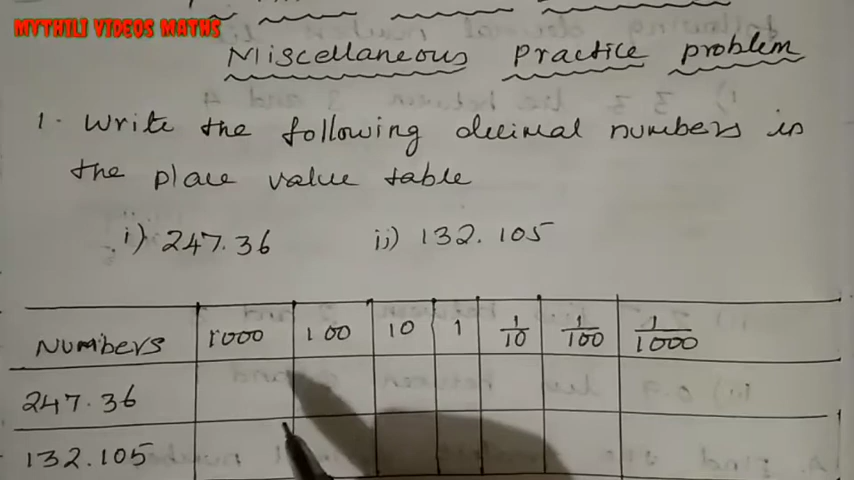 MYTHILI VIDEOS MATHS
Miscellaneous Practice problem
1. Write the following decimal numbers in
the place value table
i) 247.36 ii) 132.105
Numbers 1000 100 10 1 1/10 1/100 1/1000
247.36
132.105